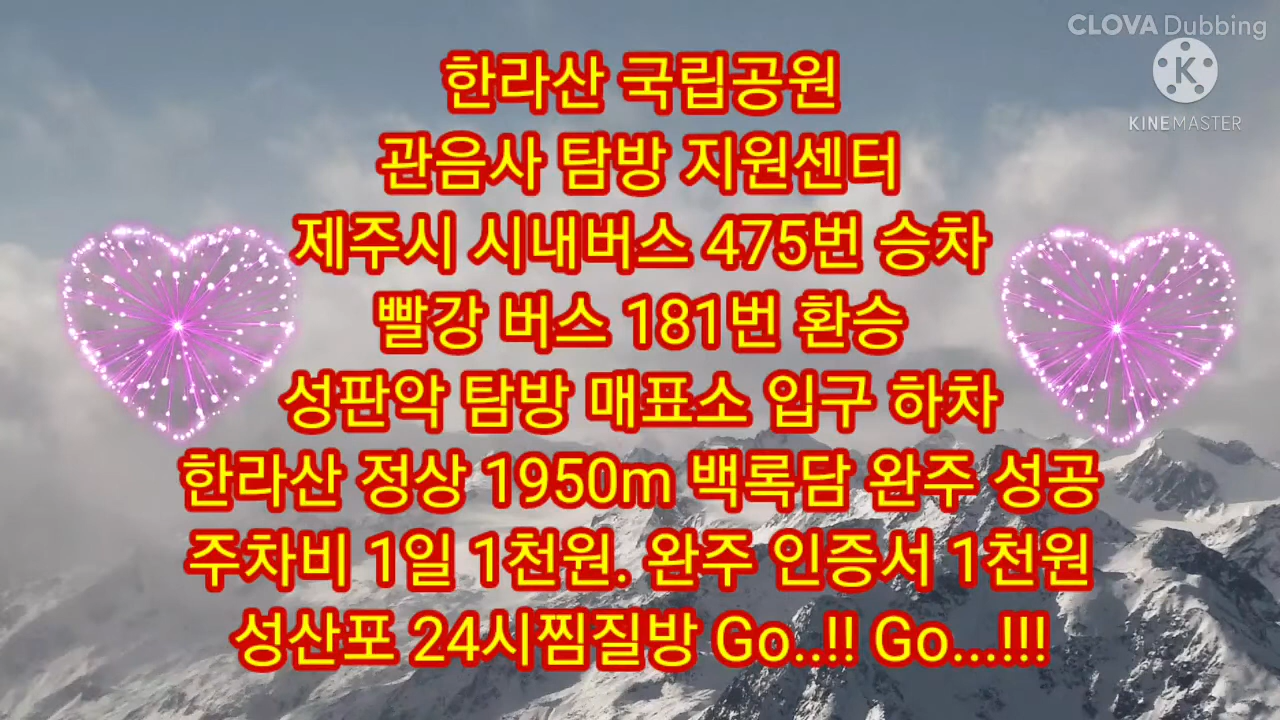 CLOVA Dubbing
KINEMASTER
한라산 국립공원
관음사 탐방 지원센터
제주시 시내버스 475번 승차
빨강 버스 181번 환승
성판악 탐방 매표소 입구 하차
한라산 정상 1950m 백록담 완주 성공
주차비 1일 1천원. 완주 인증서 1천원
성산포 24시찜질방 Go..!! Go...!!!